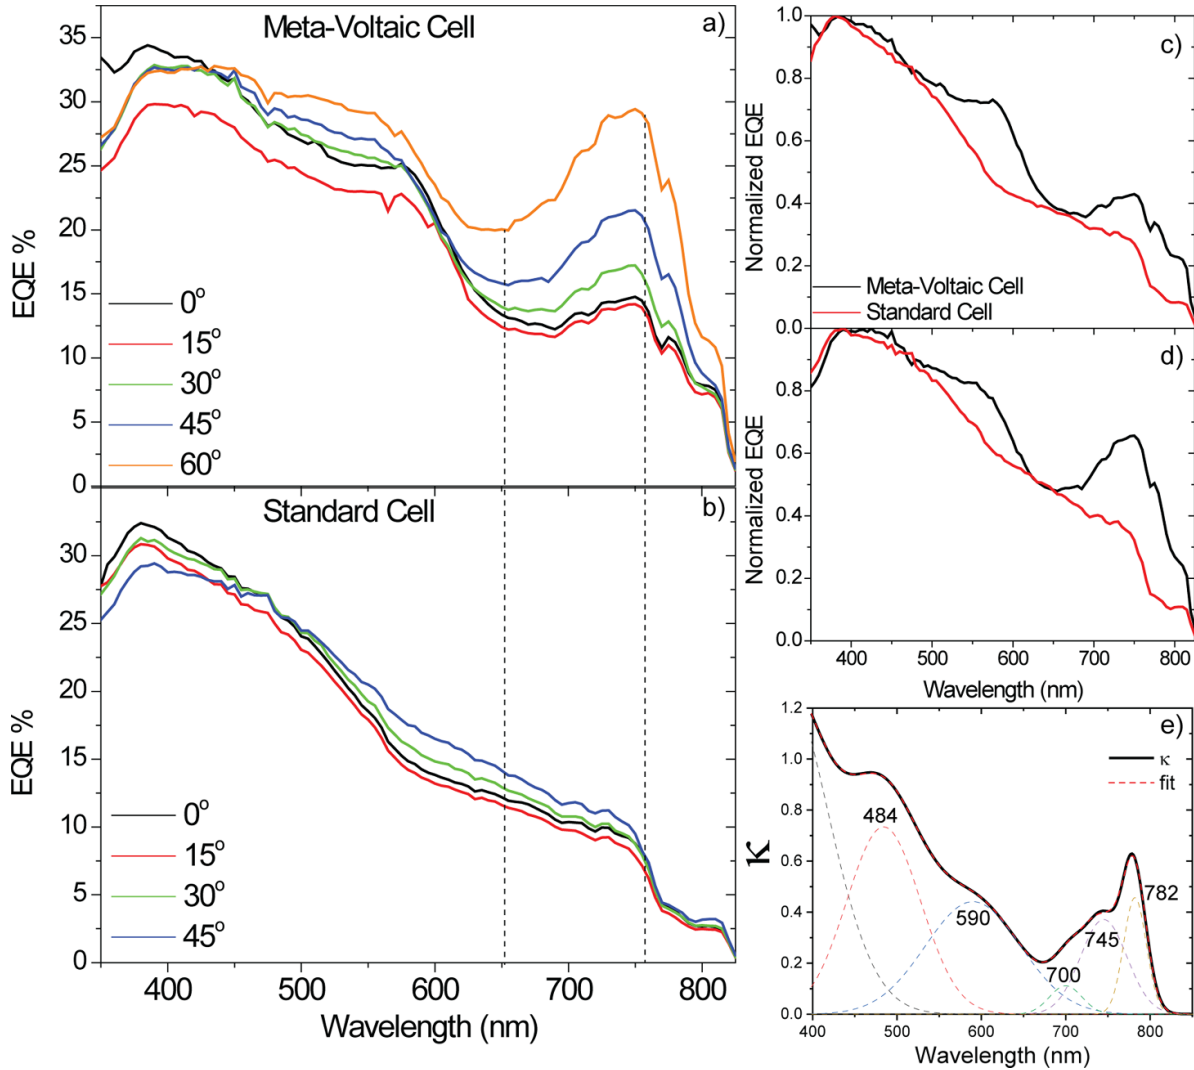 Meta-Voltaic Cell
a)
EQE %
35
30
25
20
15
10
5
0
0°
15°
30°
45°
60°
Standard Cell
b)
EQE %
30
25
20
15
10
5
0
0°
15°
30°
45°
400 500 600 700 800
Wavelength (nm)
c)
Normalized EQE
1.0
0.8
0.6
0.4
0.2
0.0
Meta-Voltaic Cell
Standard Cell
d)
Normalized EQE
0.8
0.6
0.4
0.2
0.0
400 500 600 700 800
Wavelength (nm)
e)
κ
1.2
1.0
0.8
0.6
0.4
0.2
0.0
κ
fit
484
590
700
745
782
400 500 600 700 800
Wavelength (nm)